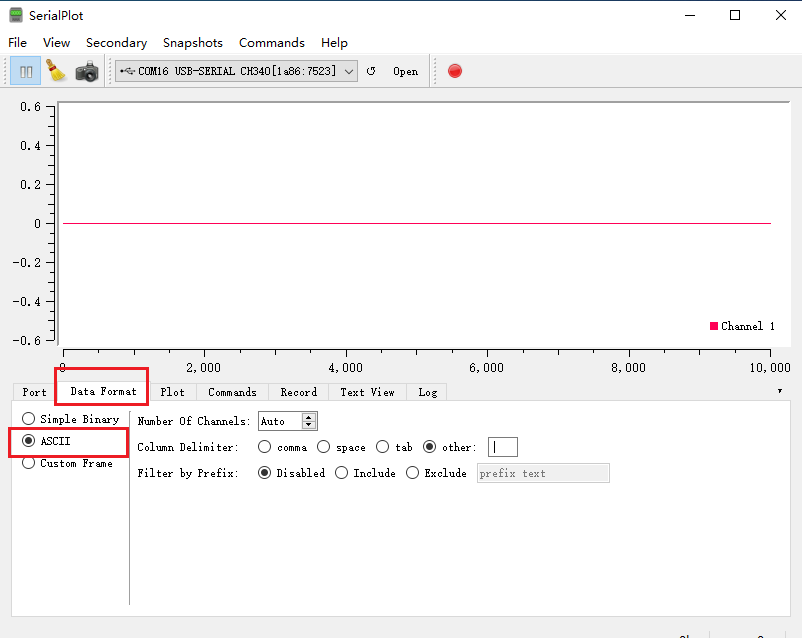 SerialPlot
File View Secondary Snapshots Commands Help
COM16 USB-SERIAL CH340[1a86:7523] Open
0.6
0.4
0.2
0
-0.2
-0.4
-0.6
Channel 1
0 2,000 4,000 6,000 8,000 10,000
Port Data Format Plot Commands Record Text View Log
Simple Binary
ASCII
Custom Frame
Number Of Channels: Auto
Column Delimiter: comma space tab other: |
Filter by Prefix: Disabled Include Exclude prefix text